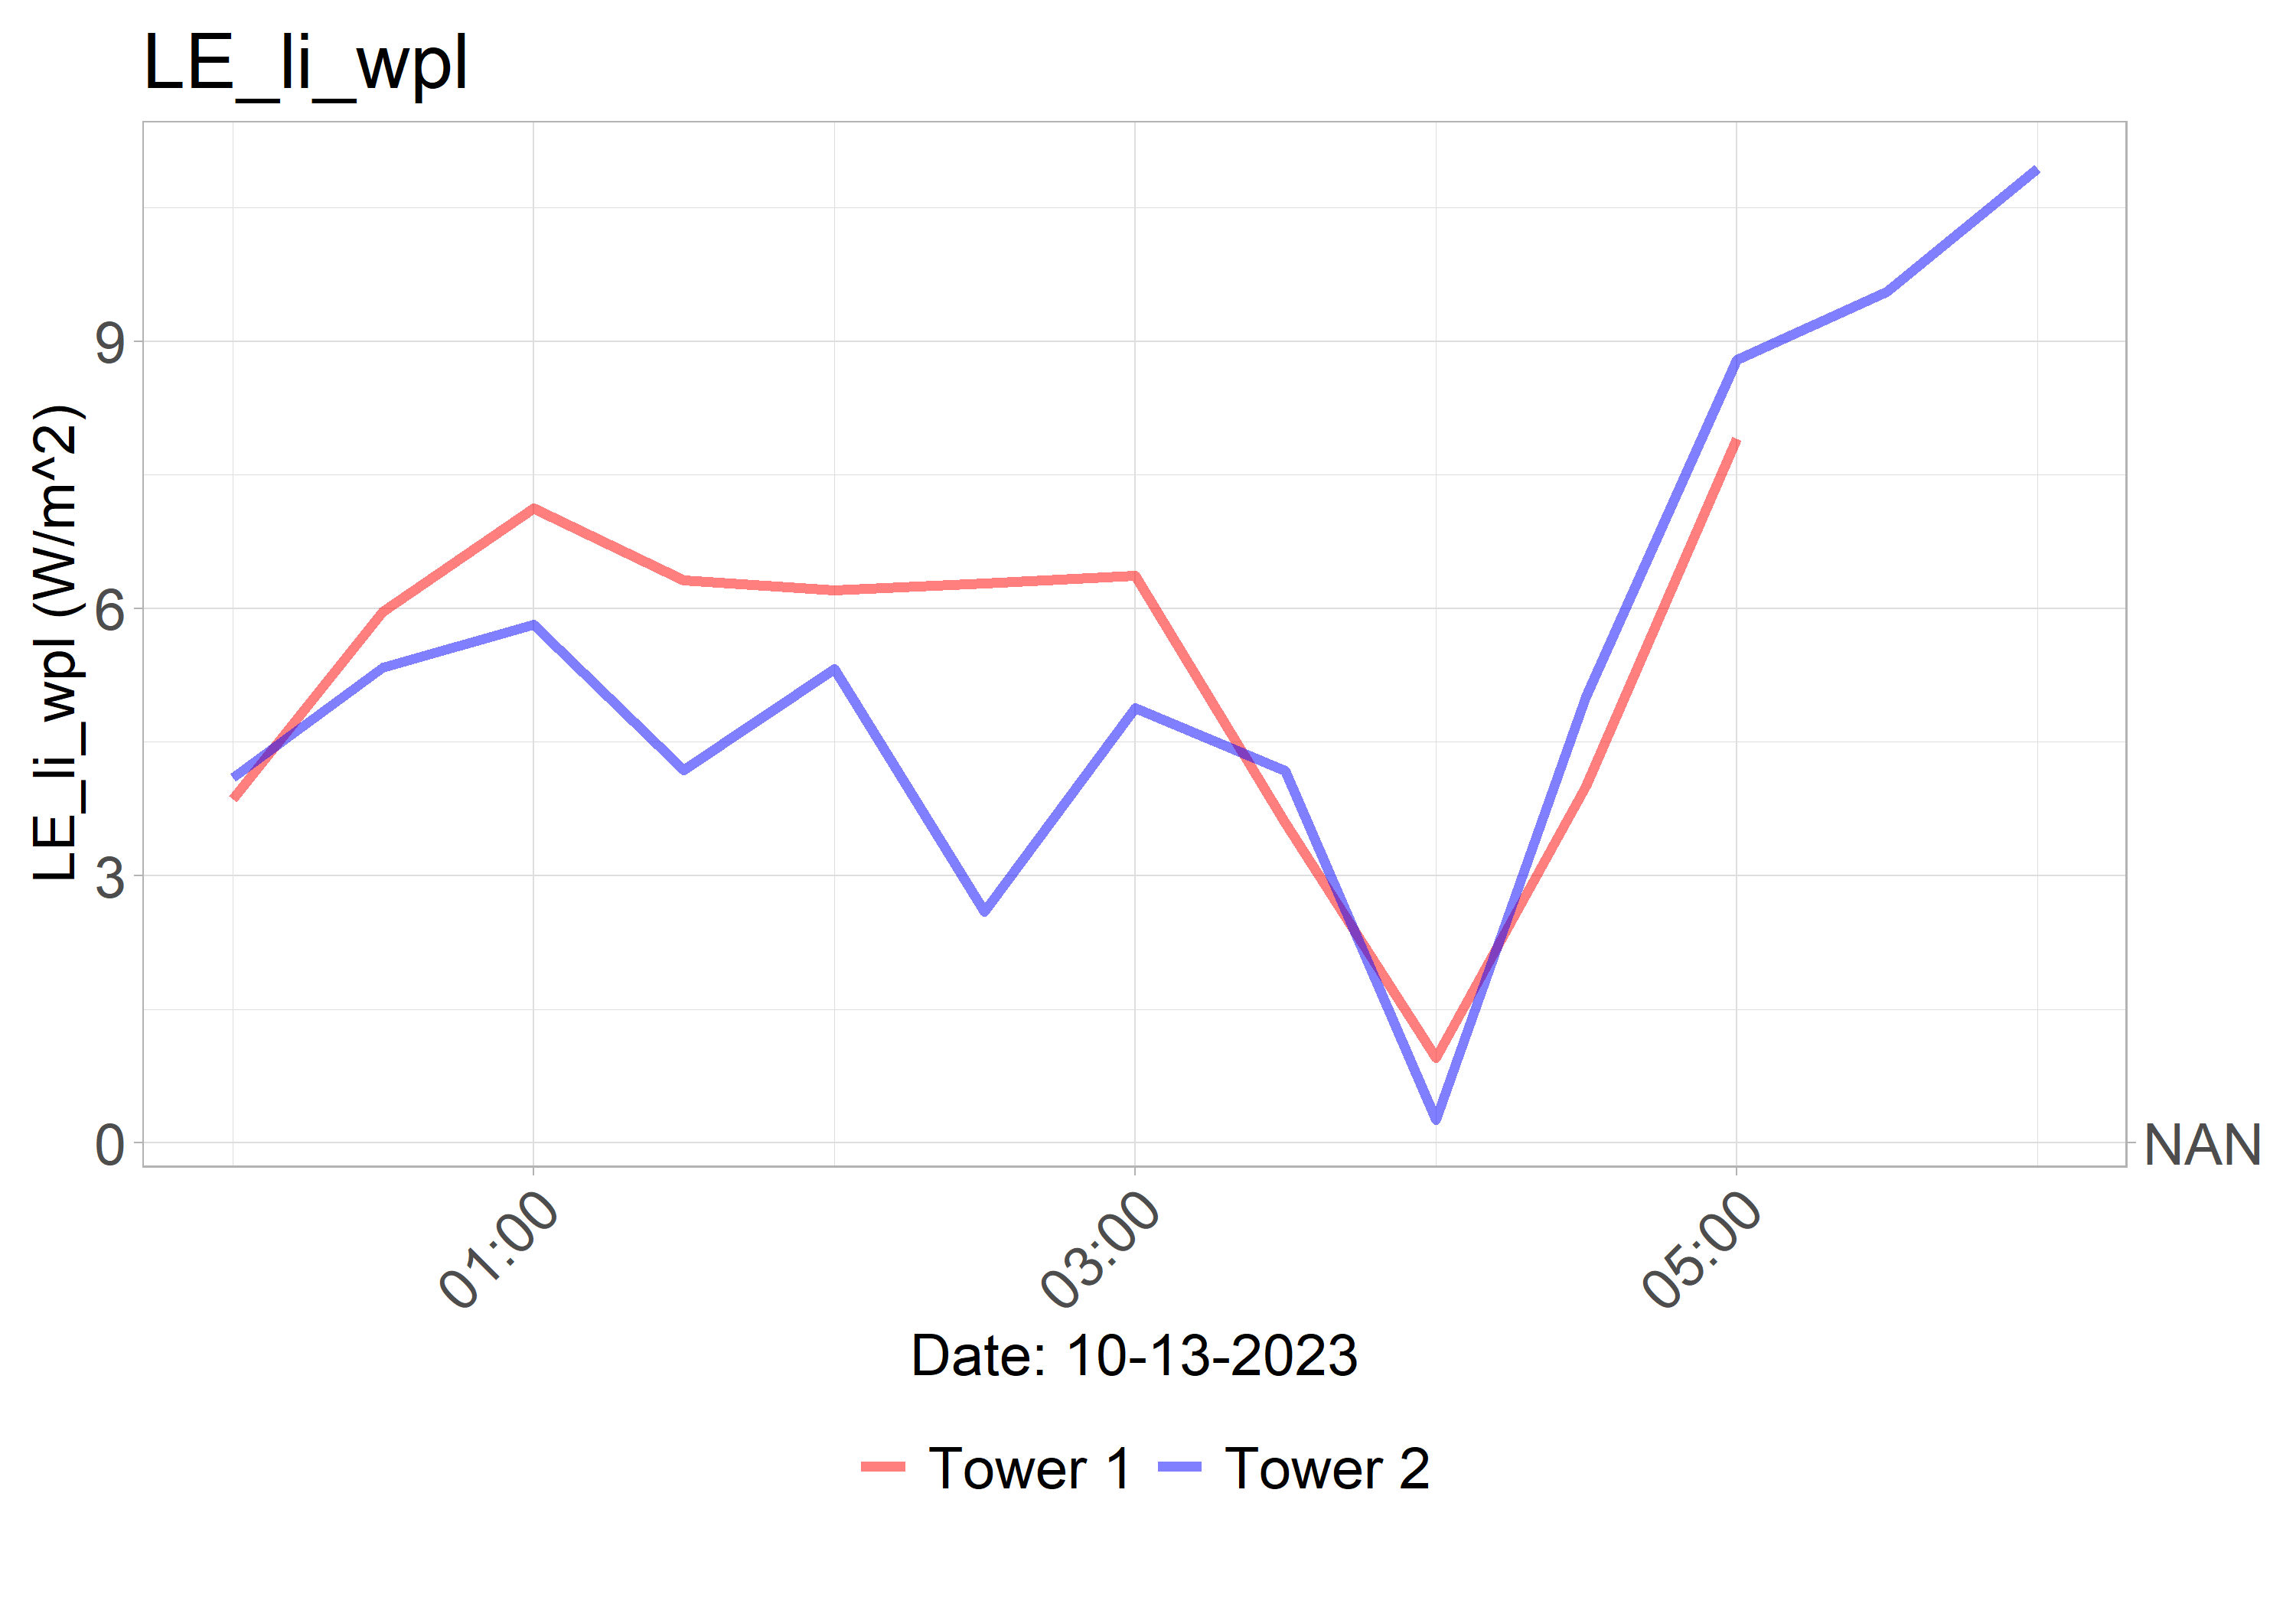 LE_li_wpl
LE_li_wpl (W/m^2)
9
6
3
0
NAN
01:00
03:00
05:00
Date: 10-13-2023
Tower 1
Tower 2